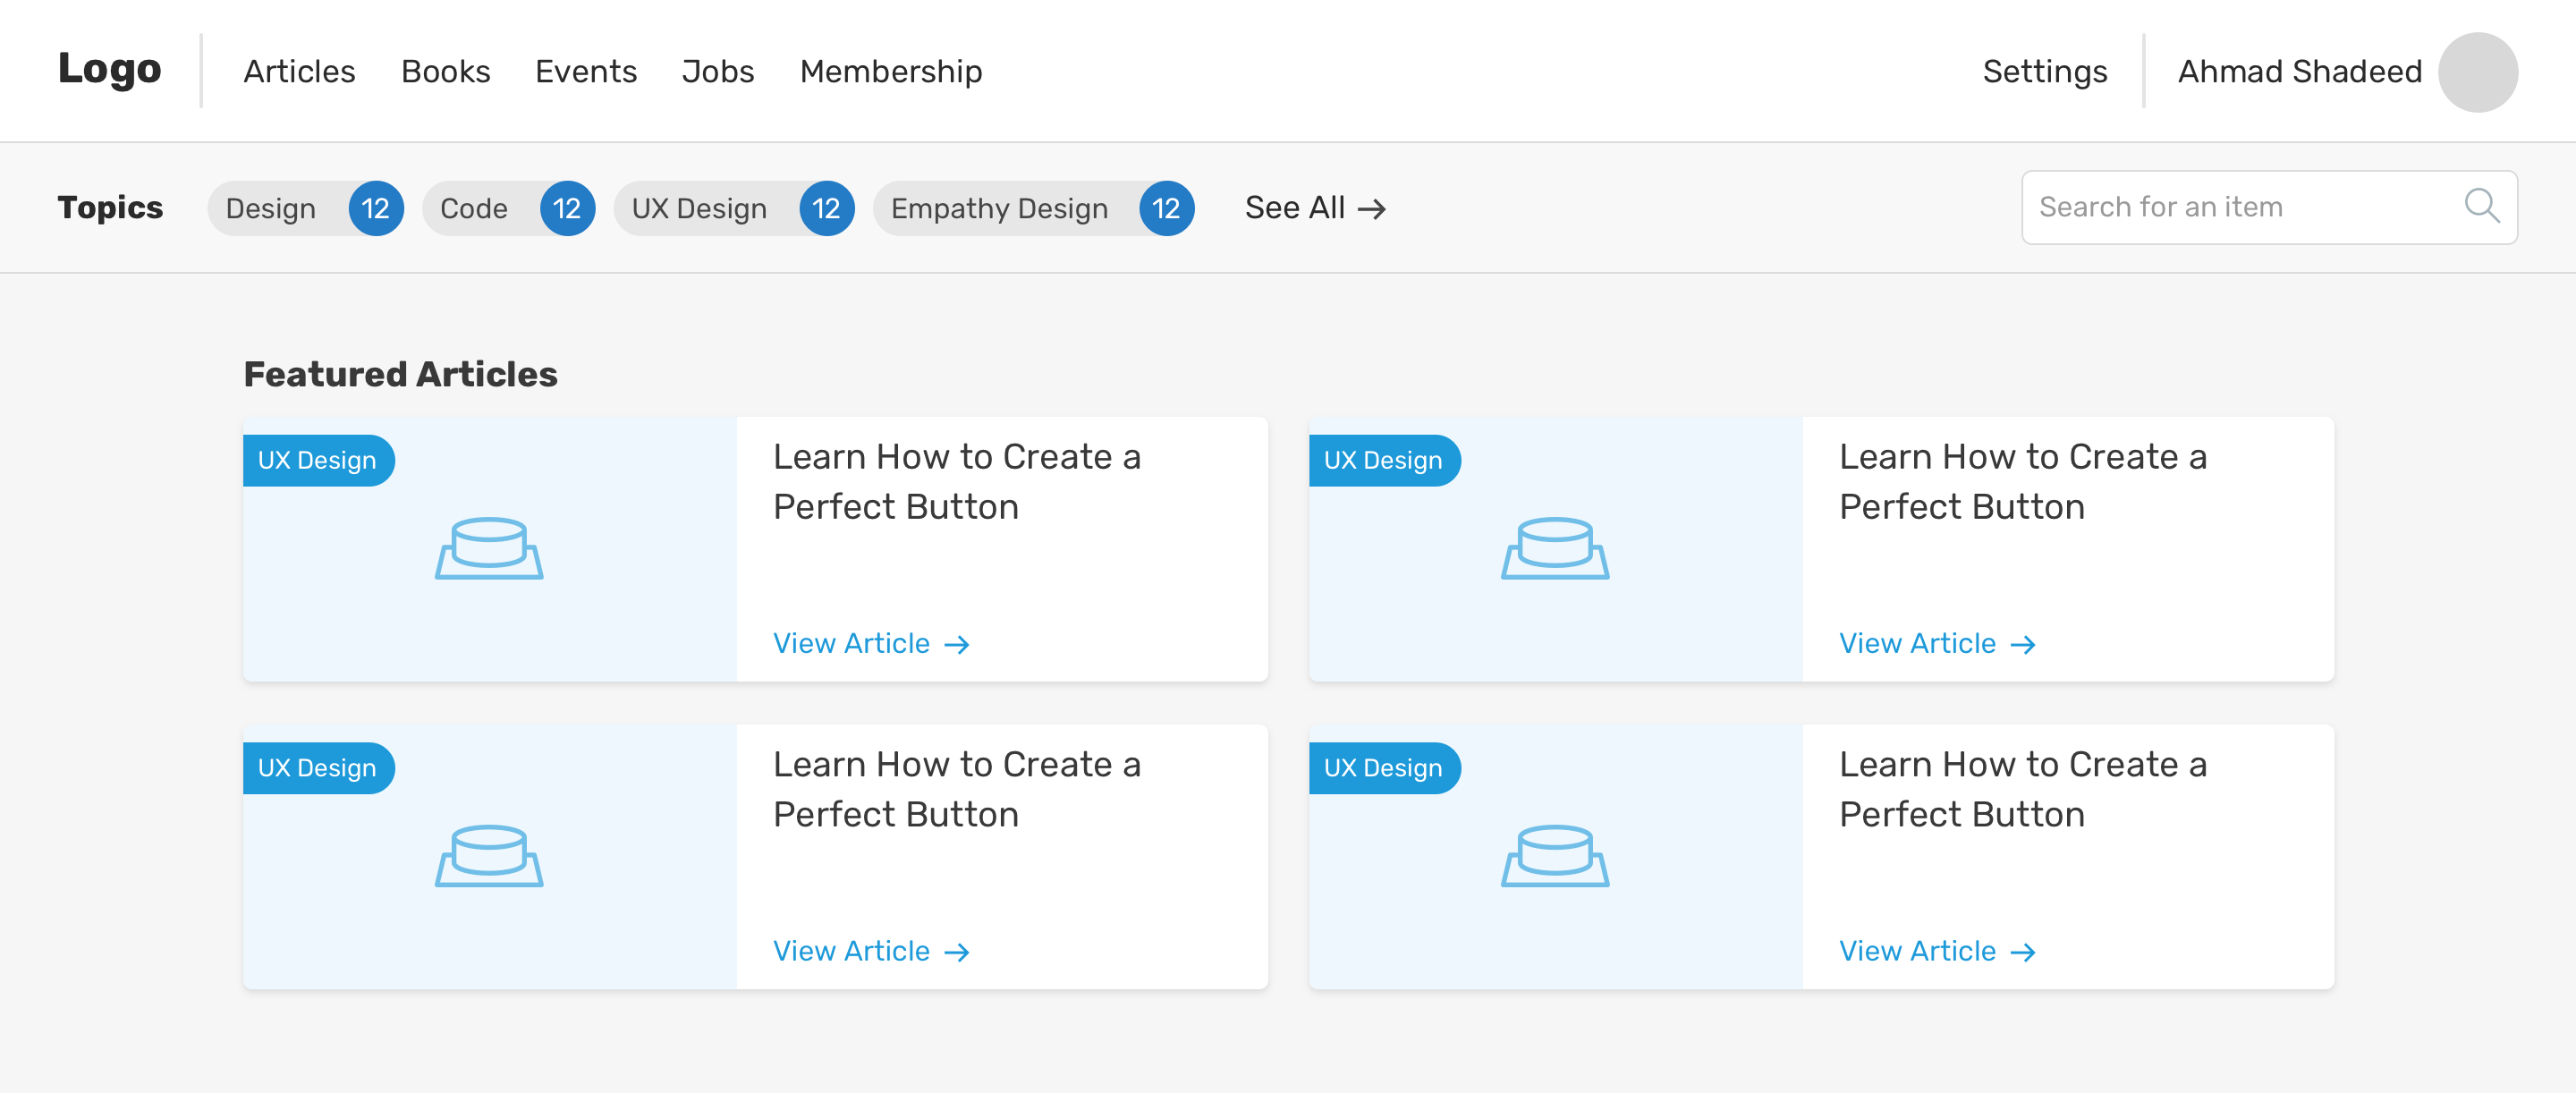 Logo Articles Books Events Jobs Membership Settings Ahmad Shadeed
Topics Design 12 Code 12 UX Design 12 Empathy Design 12 See All → Search for an item
Featured Articles
UX Design
Learn How to Create a
Perfect Button
View Article →
UX Design
Learn How to Create a
Perfect Button
View Article →
UX Design
Learn How to Create a
Perfect Button
View Article →
UX Design
Learn How to Create a
Perfect Button
View Article →